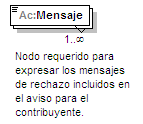 Ac:Mensaje
1..∞
Nodo requerido para
expresar los mensajes
de rechazo incluidos en
el aviso para el
contribuyente.